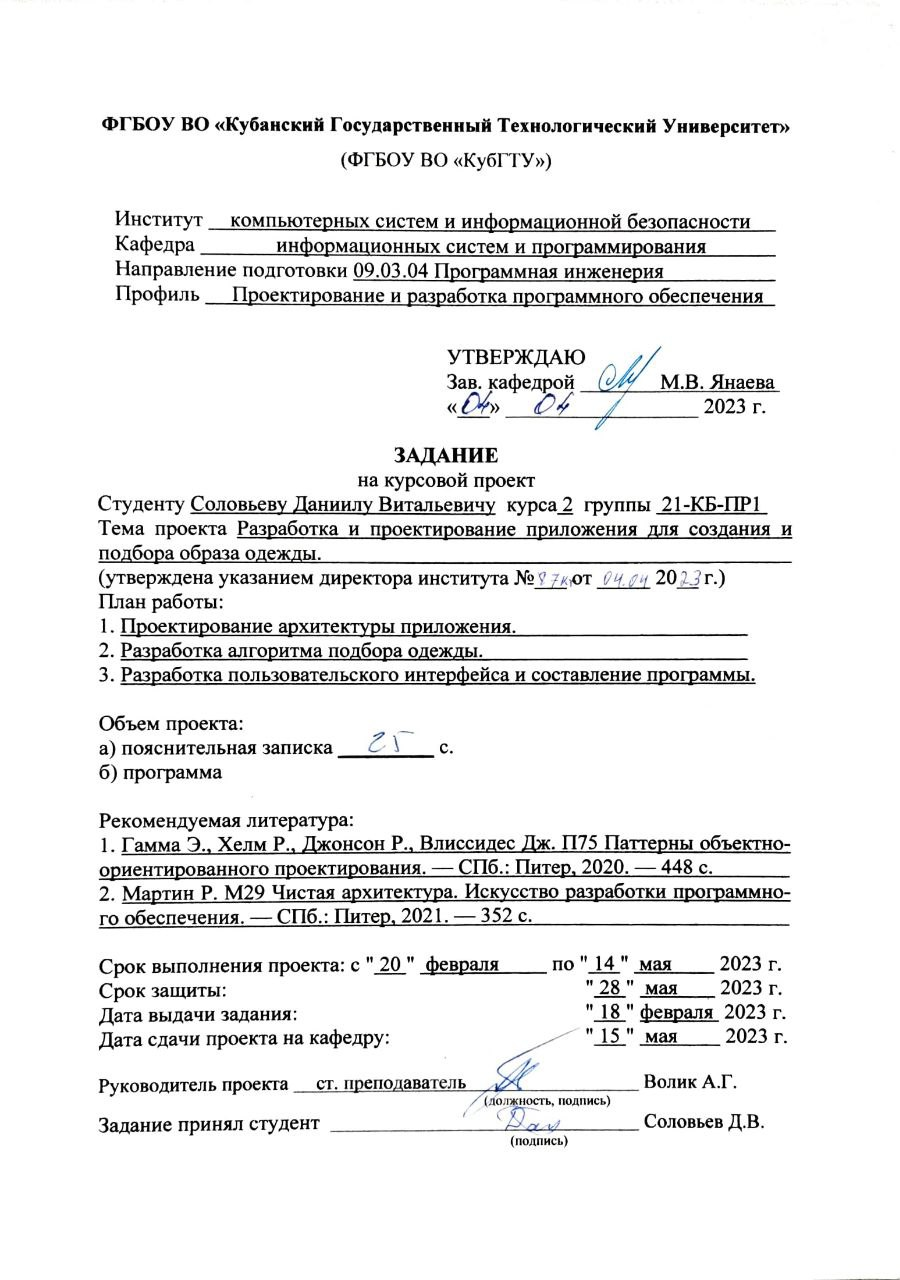 ФГБОУ ВО «Кубанский Государственный Технологический Университет»
(ФГБОУ ВО «КубГТУ»)
Институт компьютерных систем и информационной безопасности
Кафедра информационных систем и программирования
Направление подготовки 09.03.04 Программная инженерия
Профиль Проектирование и разработка программного обеспечения
УТВЕРЖДАЮ
Зав. кафедрой М.В. Янаева
«04» 04 2023 г.
ЗАДАНИЕ
на курсовой проект
Студенту Соловьеву Даниилу Витальевичу курса 2 группы 21-КБ-ПР1
Тема проекта Разработка и проектирование приложения для создания и
подбора образа одежды.
(утверждена указанием директора института № от 04.04 2023 г.)
План работы:
1. Проектирование архитектуры приложения.
2. Разработка алгоритма подбора одежды.
3. Разработка пользовательского интерфейса и составление программы.
Объем проекта:
а) пояснительная записка 25 с.
б) программа
Рекомендуемая литература:
1. Гамма Э., Хелм Р., Джонсон Р., Влиссидес Дж. П75 Паттерны объектно-
ориентированного проектирования. — СПб.: Питер, 2020. — 448 с.
2. Мартин Р. М29 Чистая архитектура. Искусство разработки программно-
го обеспечения. — СПб.: Питер, 2021. — 352 с.
Срок выполнения проекта: с "20" февраля по "14" мая 2023 г.
Срок защиты: "28" мая 2023 г.
Дата выдачи задания: "18" февраля 2023 г.
Дата сдачи проекта на кафедру: "15" мая 2023 г.
Руководитель проекта ст. преподаватель Волик А.Г.
(должность, подпись)
Задание принял студент Соловьев Д.В.
(подпись)